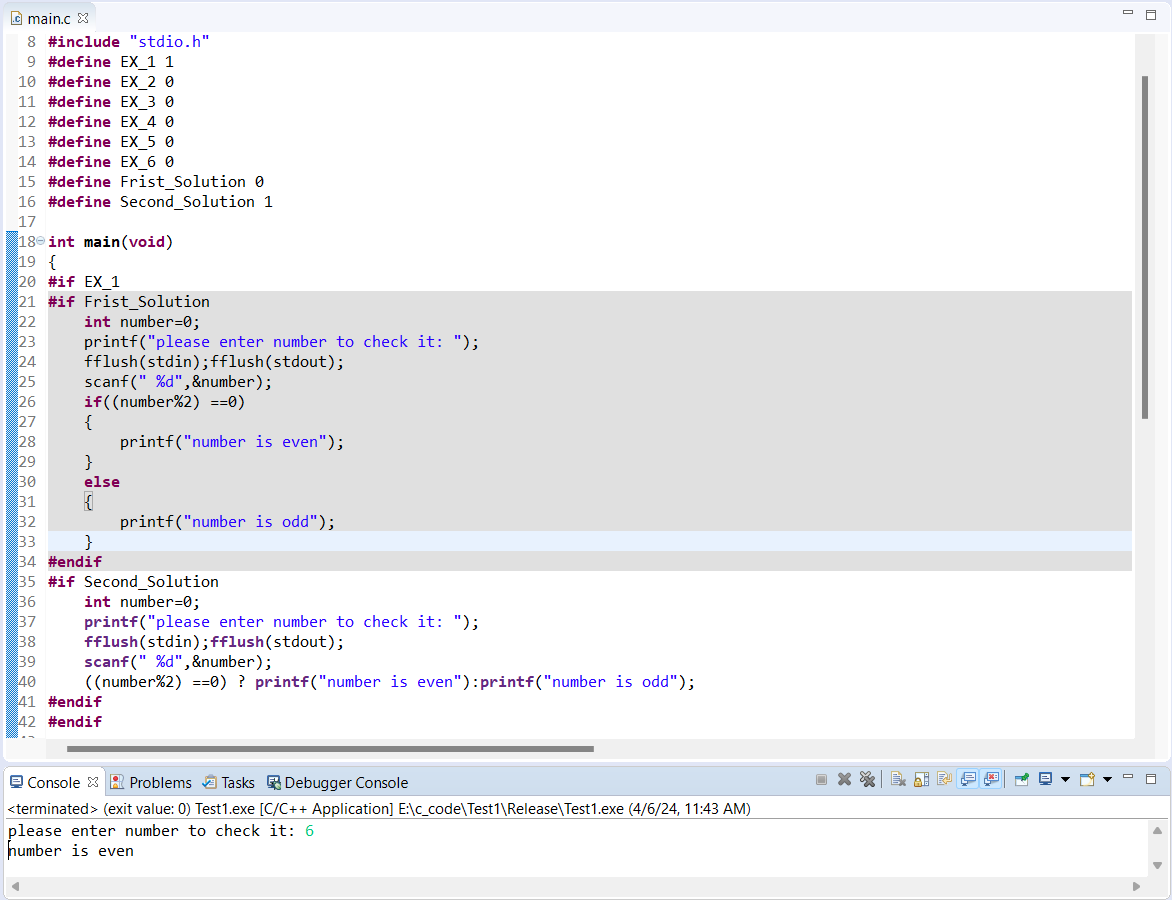 main.c
8 #include "stdio.h"
9 #define EX_1 1
10 #define EX_2 0
11 #define EX_3 0
12 #define EX_4 0
13 #define EX_5 0
14 #define EX_6 0
15 #define Frist_Solution 0
16 #define Second_Solution 1
17
18 int main(void)
19 {
20 #if EX_1
21 #if Frist_Solution
22     int number=0;
23     printf("please enter number to check it: ");
24     fflush(stdin);fflush(stdout);
25     scanf(" %d",&number);
26     if((number%2) ==0)
27     {
28         printf("number is even");
29     }
30     else
31     {
32         printf("number is odd");
33     }
34 #endif
35 #if Second_Solution
36     int number=0;
37     printf("please enter number to check it: ");
38     fflush(stdin);fflush(stdout);
39     scanf(" %d",&number);
40     ((number%2) ==0) ? printf("number is even"):printf("number is odd");
41 #endif
42 #endif
Console Problems Tasks Debugger Console
<terminated> (exit value: 0) Test1.exe [C/C++ Application] E:\c_code\Test1\Release\Test1.exe (4/6/24, 11:43 AM)
please enter number to check it: 6
number is even